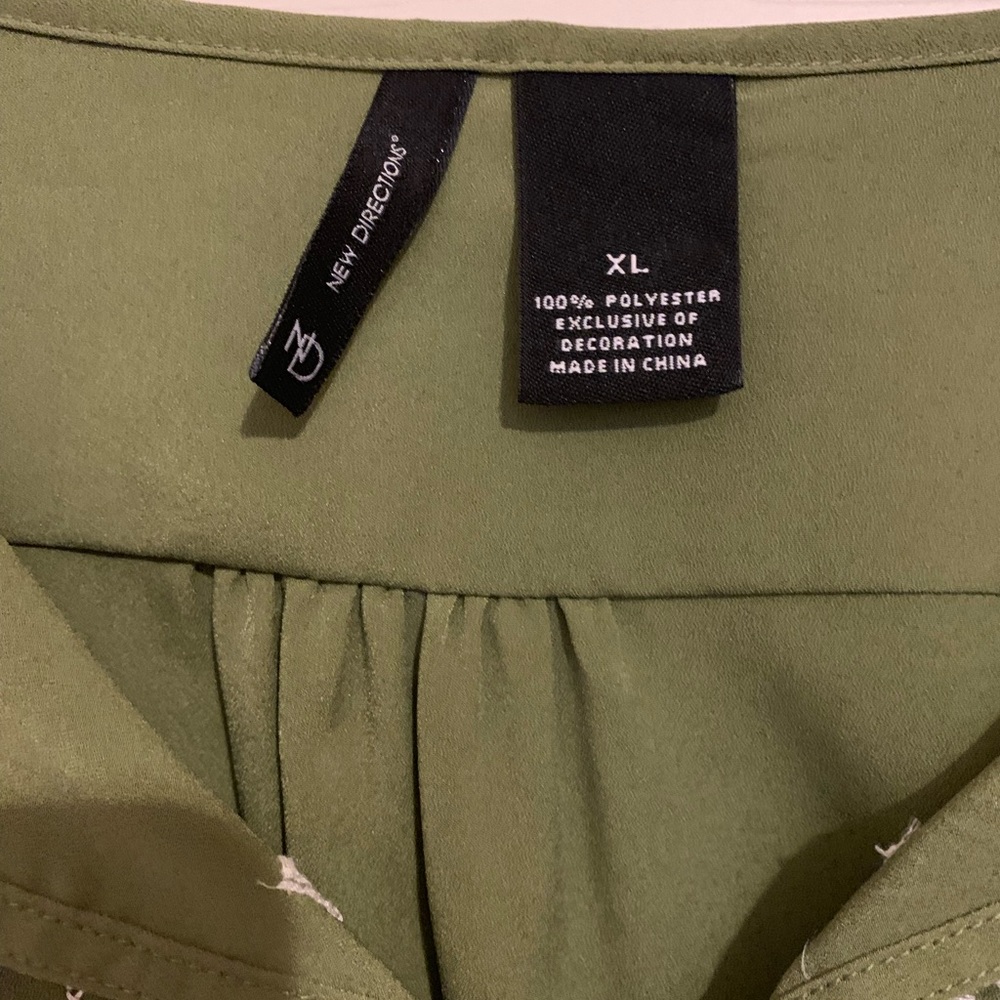 NEW DIRECTIONS®
ND
XL
100% POLYESTER
EXCLUSIVE OF
DECORATION
MADE IN CHINA